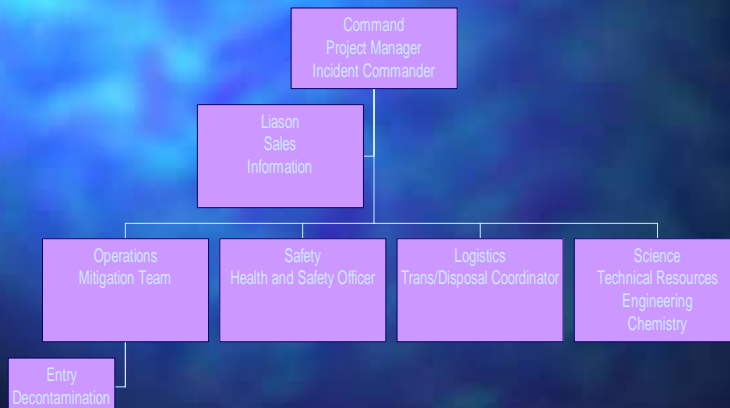 Command
Project Manager
Incident Commander
Liason
Sales
Information
Operations
Mitigation Team
Safety
Health and Safety Officer
Logistics
Trans/Disposal Coordinator
Science
Technical Resources
Engineering
Chemistry
Entry
Decontamination